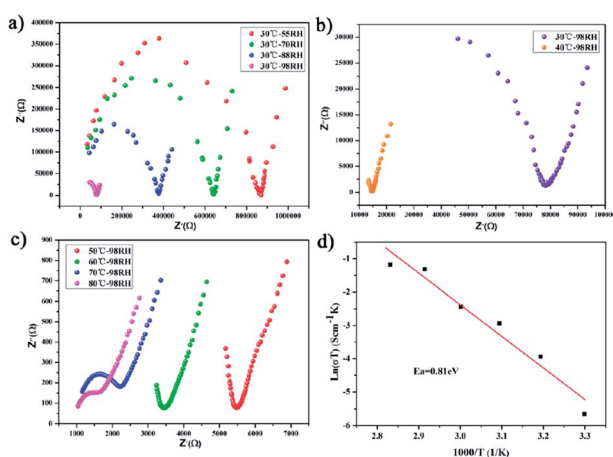 a)
30℃-55RH
30℃-70RH
30℃-88RH
30℃-98RH
400000
350000
300000
250000
200000
150000
100000
50000
0
Z''(Ω)
0 200000 400000 600000 800000 1000000
Z'(Ω)
b)
30℃-98RH
40℃-98RH
30000
25000
20000
15000
10000
5000
0
Z''(Ω)
10000 20000 30000 40000 50000 60000 70000 80000 90000 100000
Z'(Ω)
c)
50℃-98RH
60℃-98RH
70℃-98RH
80℃-98RH
900
800
700
600
500
400
300
200
100
0
Z''(Ω)
0 1000 2000 3000 4000 5000 6000 7000
Z'(Ω)
d)
0
-1
-2
-3
-4
-5
-6
Ln(σT) (Scm⁻¹K)
Ea=0.81eV
2.8 2.9 3.0 3.1 3.2 3.3
1000/T (1/K)